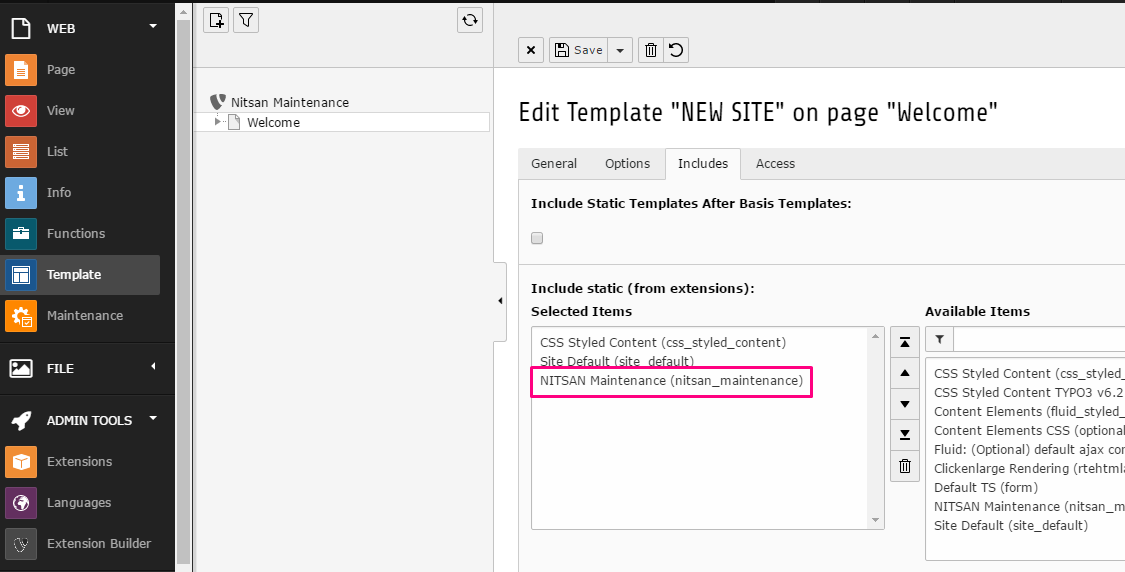 WEB
Page
View
List
Info
Functions
Template
Maintenance
FILE
ADMIN TOOLS
Extensions
Languages
Extension Builder
Nitsan Maintenance
Welcome
Save
Edit Template "NEW SITE" on page "Welcome"
General Options Includes Access
Include Static Templates After Basis Templates:
Include static (from extensions):
Selected Items
CSS Styled Content (css_styled_content)
Site Default (site_default)
NITSAN Maintenance (nitsan_maintenance)
Available Items
CSS Styled Content (css_styled_
CSS Styled Content TYPO3 v6.2
Content Elements (fluid_styled_
Content Elements CSS (optional
Fluid: (Optional) default ajax con
Clickenlarge Rendering (rtehtmla
Default TS (form)
NITSAN Maintenance (nitsan_m
Site Default (site_default)